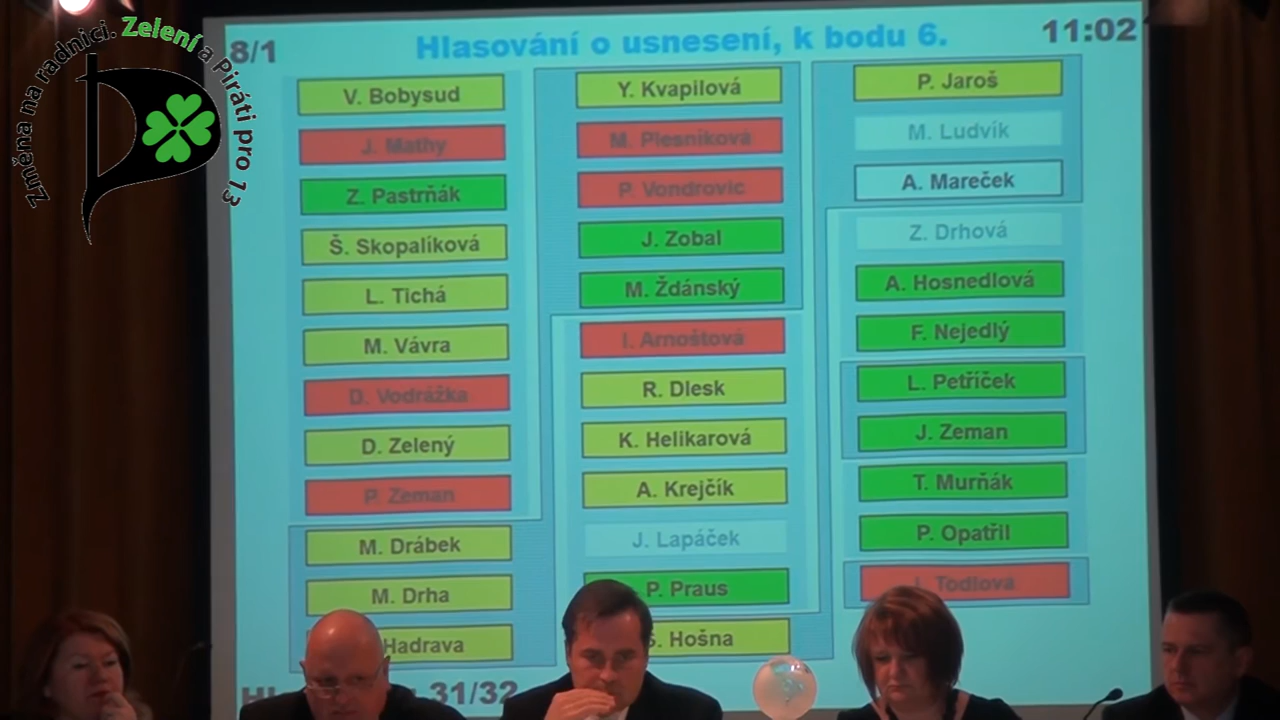 Změna na radnici. Zelení a Piráti pro 13
8/1
Hlasování o usnesení, k bodu 6.
11:02
V. Bobysud
J. Mathy
Z. Pastrňák
Š. Skopalíková
L. Tichá
M. Vávra
D. Vodrážka
D. Zelený
P. Zeman
M. Drábek
M. Drha
Hadrava
Y. Kvapilová
M. Plesníková
P. Vondrovic
J. Zobal
M. Ždánský
I. Arnoštová
R. Dlesk
K. Helikarová
A. Krejčík
J. Lapáček
P. Praus
Š. Hošna
P. Jaroš
M. Ludvík
A. Mareček
Z. Drhová
A. Hosnedlová
F. Nejedlý
L. Petříček
J. Zeman
T. Murňák
P. Opatřil
Todlová
31/32